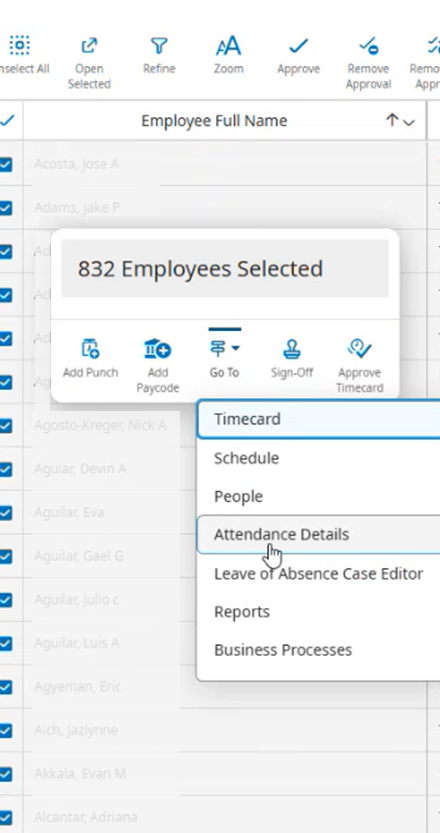 nselect All
Open Selected
Refine
Zoom
Approve
Remove Approval
Remo
Appr
Employee Full Name
Acosta, Jose A
Adams, Jake P
Ad
Ad
Ad
Ag
832 Employees Selected
Add Punch
Add Paycode
Go To
Sign-Off
Approve Timecard
Agosto-Kreger, Nick A
Aguiar, Devin A
Aguilar, Eva
Aguilar, Gael G
Aguilar, Julio c
Aguilar, Luis A
Agyeman, Eric
Aich, Jazlynne
Akkala, Evan M
Alcantar, Adriana
Timecard
Schedule
People
Attendance Details
Leave of Absence Case Editor
Reports
Business Processes